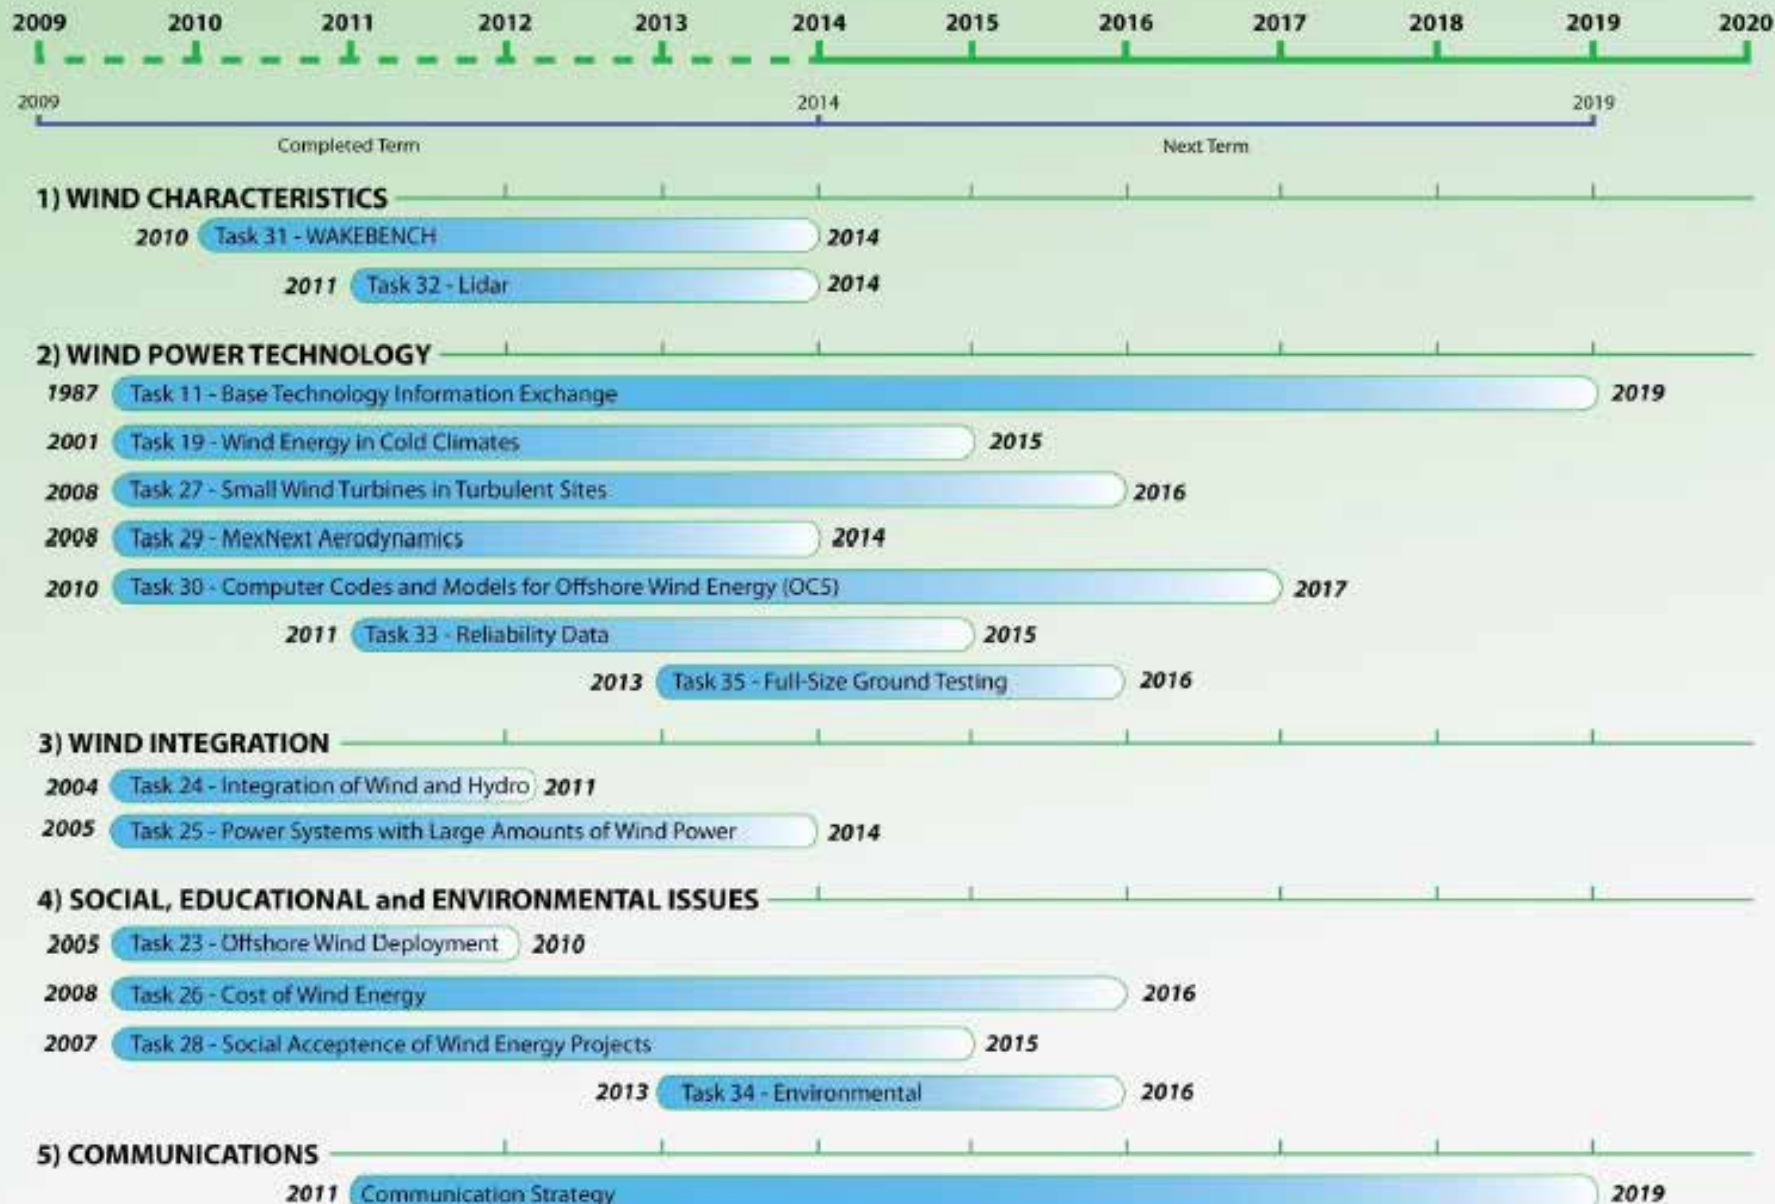 2009 2010 2011 2012 2013 2014 2015 2016 2017 2018 2019 2020
2009 2014 2019
Completed Term Next Term
1) WIND CHARACTERISTICS
2010 Task 31 - WAKEBENCH 2014
2011 Task 32 - Lidar 2014
2) WIND POWER TECHNOLOGY
1987 Task 11 - Base Technology Information Exchange 2019
2001 Task 19 - Wind Energy in Cold Climates 2015
2008 Task 27 - Small Wind Turbines in Turbulent Sites 2016
2008 Task 29 - MexNext Aerodynamics 2014
2010 Task 30 - Computer Codes and Models for Offshore Wind Energy (OC5) 2017
2011 Task 33 - Reliability Data 2015
2013 Task 35 - Full-Size Ground Testing 2016
3) WIND INTEGRATION
2004 Task 24 - Integration of Wind and Hydro 2011
2005 Task 25 - Power Systems with Large Amounts of Wind Power 2014
4) SOCIAL, EDUCATIONAL and ENVIRONMENTAL ISSUES
2005 Task 23 - Offshore Wind Deployment 2010
2008 Task 26 - Cost of Wind Energy 2016
2007 Task 28 - Social Acceptence of Wind Energy Projects 2015
2013 Task 34 - Environmental 2016
5) COMMUNICATIONS
2011 Communication Strategy 2019